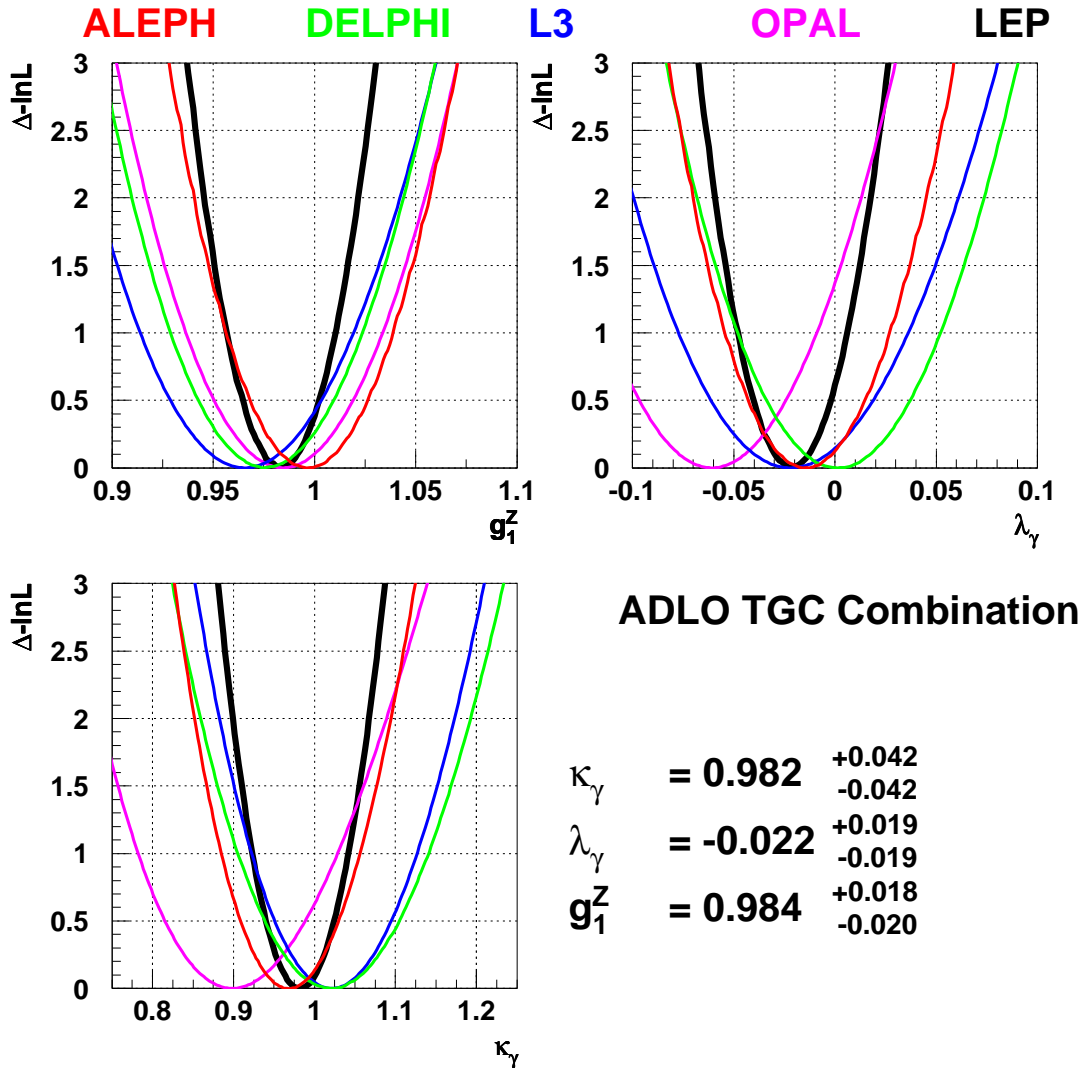 ALEPH DELPHI L3 OPAL LEP
Δ-lnL
3
2.5
2
1.5
1
0.5
0
0.9 0.95 1 1.05 1.1
g₁ᶻ
Δ-lnL
3
2.5
2
1.5
1
0.5
0
-0.1 -0.05 0 0.05 0.1
λᵧ
Δ-lnL
3
2.5
2
1.5
1
0.5
0
0.8 0.9 1 1.1 1.2
κᵧ
ADLO TGC Combination
κᵧ = 0.982 +0.042 -0.042
λᵧ = -0.022 +0.019 -0.019
g₁ᶻ = 0.984 +0.018 -0.020